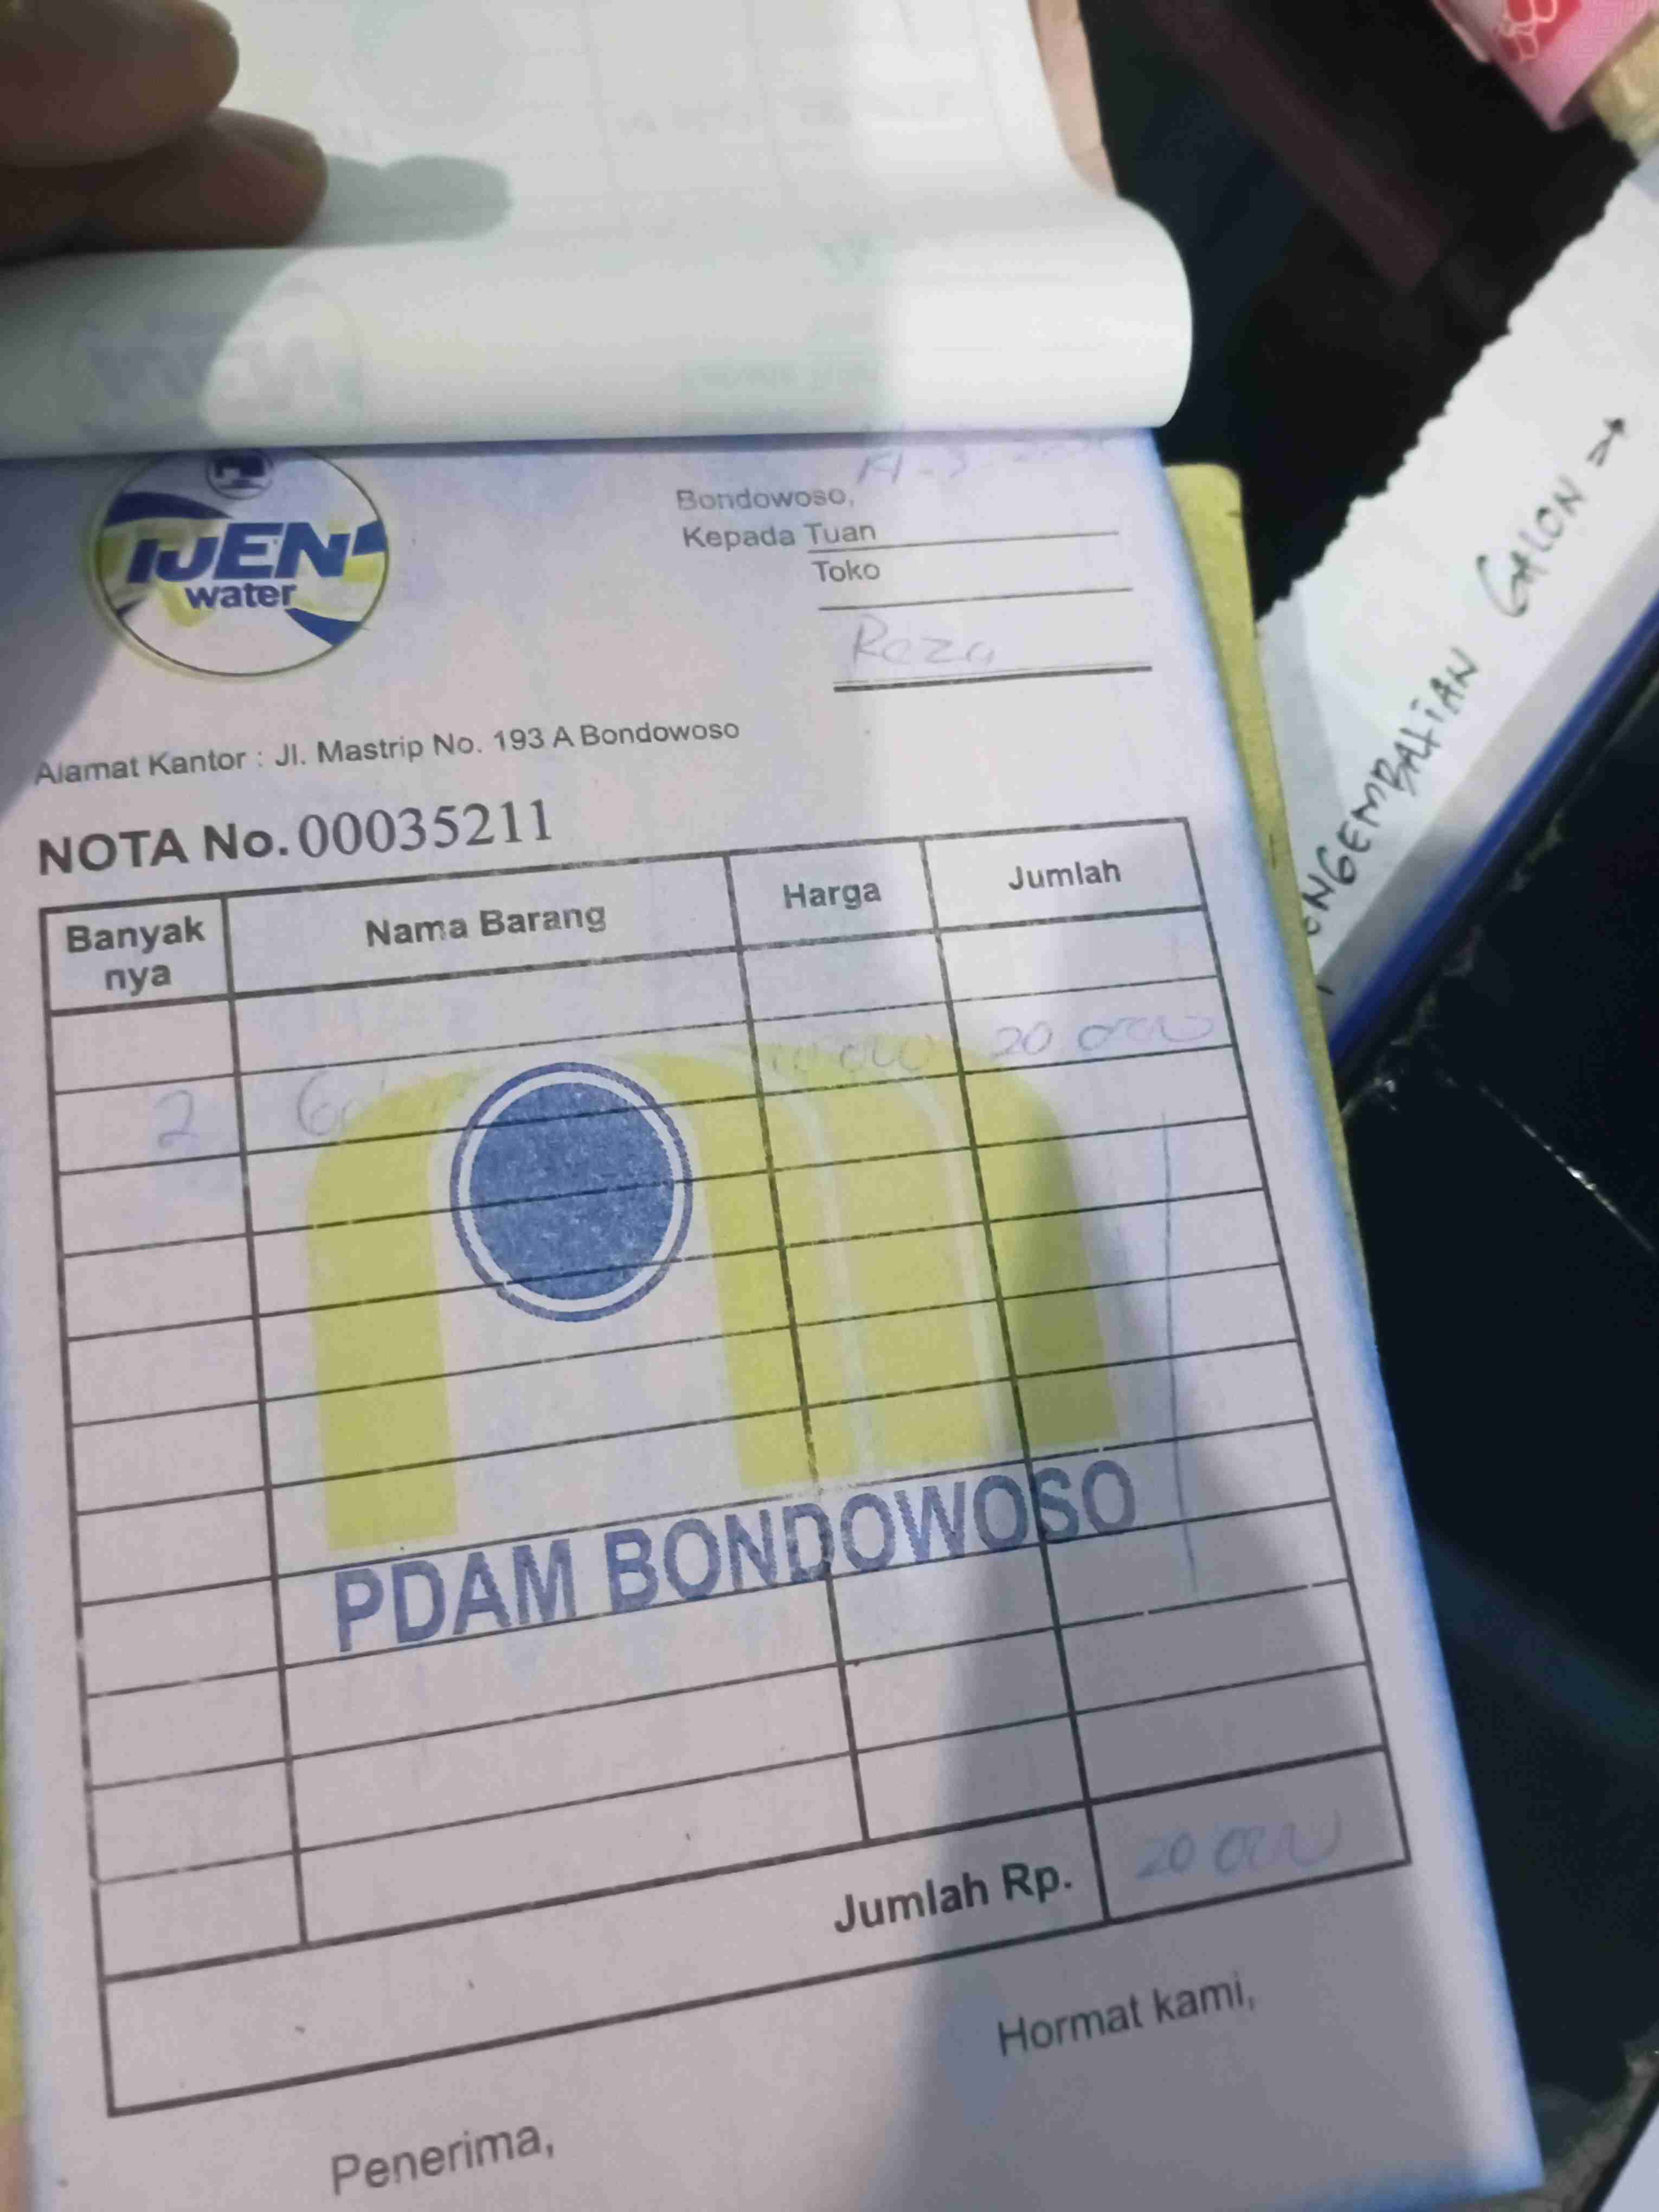 IJEN
water
Bondowoso,
Kepada Tuan
Toko
Reza
Alamat Kantor : Jl. Mastrip No. 193 A Bondowoso
NOTA No. 00035211
Banyak nya Nama Barang Harga Jumlah
2 20 000
PDAM BONDOWOSO
Jumlah Rp. 20 000
Hormat kami,
Penerima,
PENGEMBALIAN GALON →